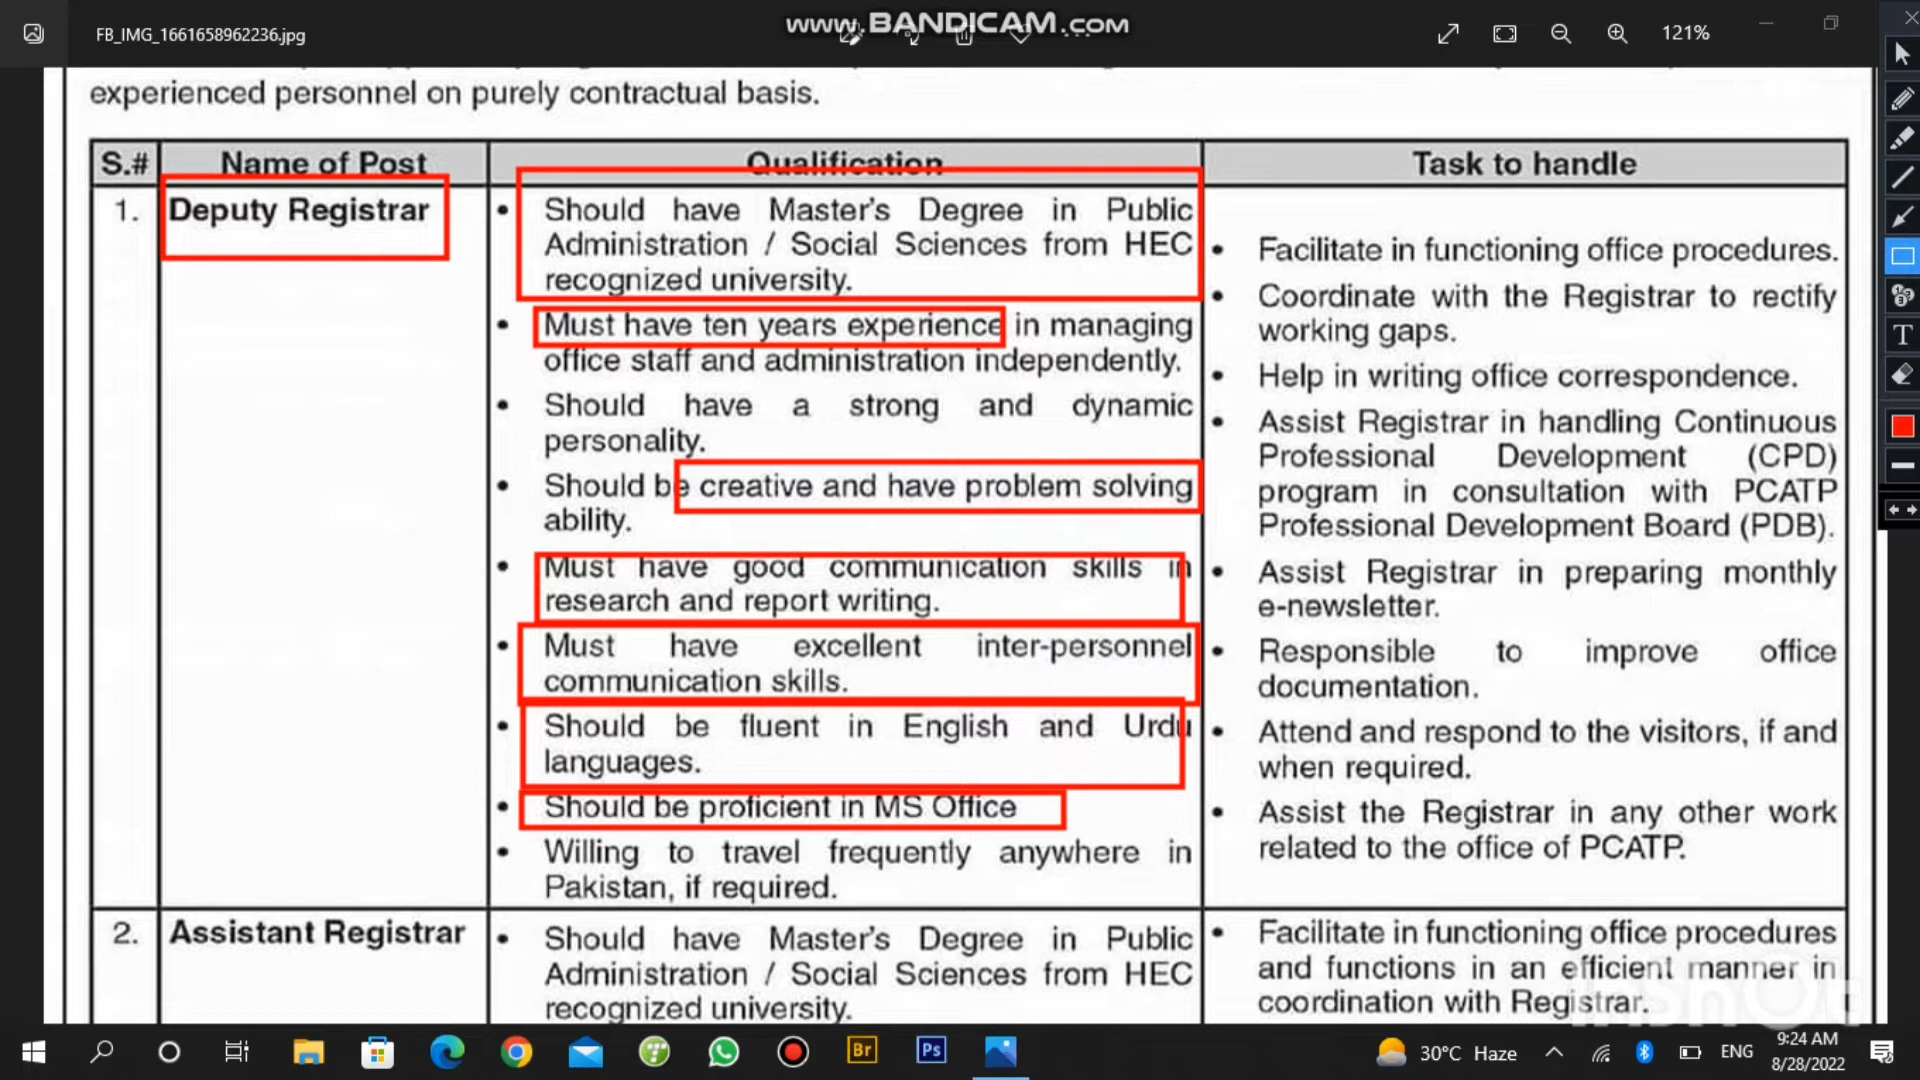 www.BANDICAM.COM
FB_IMG_1661658962236.jpg
121%
experienced personnel on purely contractual basis.
S.#
Name of Post
Qualification
Task to handle
1.
Deputy Registrar
• Should have Master's Degree in Public
Administration / Social Sciences from HEC
recognized university.
• Must have ten years experience in managing
office staff and administration independently.
• Should have a strong and dynamic
personality.
• Should be creative and have problem solving
ability.
• Must have good communication skills in
research and report writing.
• Must have excellent inter-personnel
communication skills.
• Should be fluent in English and Urdu
languages.
• Should be proficient in MS Office
• Willing to travel frequently anywhere in
Pakistan, if required.
• Facilitate in functioning office procedures.
• Coordinate with the Registrar to rectify
working gaps.
• Help in writing office correspondence.
• Assist Registrar in handling Continuous
Professional Development (CPD)
program in consultation with PCATP
Professional Development Board (PDB).
• Assist Registrar in preparing monthly
e-newsletter.
• Responsible to improve office
documentation.
• Attend and respond to the visitors, if and
when required.
• Assist the Registrar in any other work
related to the office of PCATP.
2.
Assistant Registrar
• Should have Master's Degree in Public
Administration / Social Sciences from HEC
recognized university.
• Facilitate in functioning office procedures
and functions in an efficient manner in
coordination with Registrar.
InShOt
T
Br
Ps
30°C Haze
ENG
9:24 AM
8/28/2022